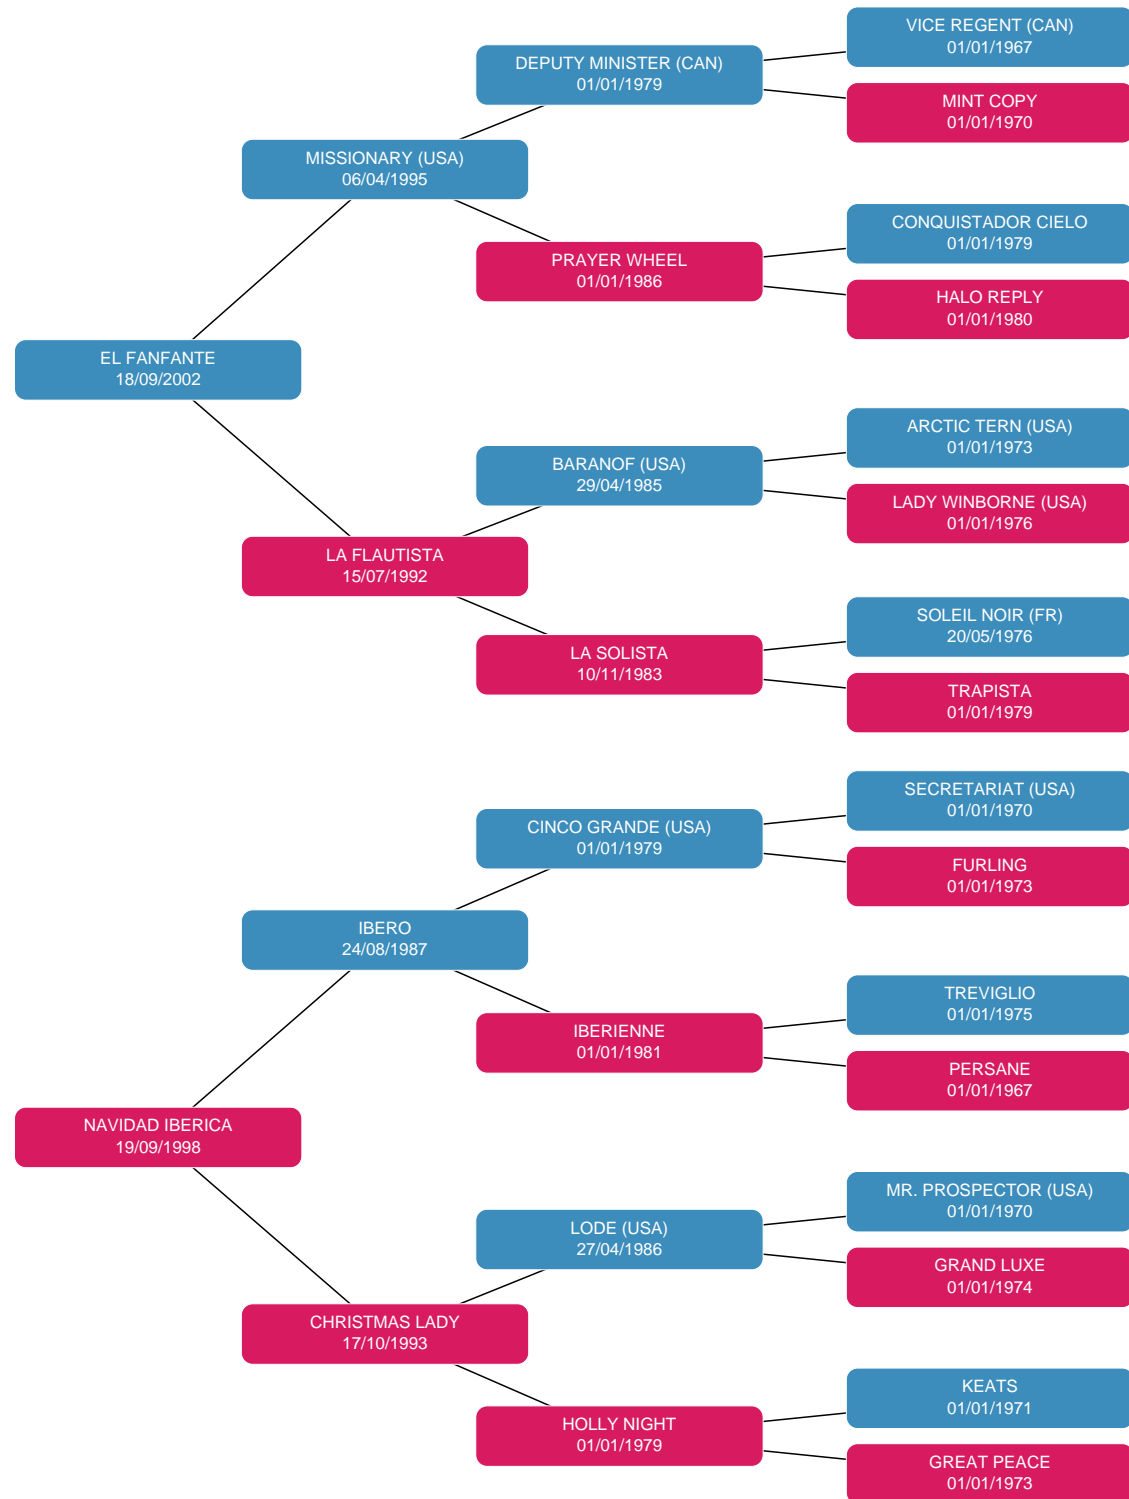 VICE REGENT (CAN)
01/01/1967
DEPUTY MINISTER (CAN)
01/01/1979
MINT COPY
01/01/1970
MISSIONARY (USA)
06/04/1995
CONQUISTADOR CIELO
01/01/1979
PRAYER WHEEL
01/01/1986
HALO REPLY
01/01/1980
EL FANFANTE
18/09/2002
ARCTIC TERN (USA)
01/01/1973
BARANOF (USA)
29/04/1985
LADY WINBORNE (USA)
01/01/1976
LA FLAUTISTA
15/07/1992
SOLEIL NOIR (FR)
20/05/1976
LA SOLISTA
10/11/1983
TRAPISTA
01/01/1979
SECRETARIAT (USA)
01/01/1970
CINCO GRANDE (USA)
01/01/1979
FURLING
01/01/1973
IBERO
24/08/1987
TREVIGLIO
01/01/1975
IBERIENNE
01/01/1981
PERSANE
01/01/1967
NAVIDAD IBERICA
19/09/1998
MR. PROSPECTOR (USA)
01/01/1970
LODE (USA)
27/04/1986
GRAND LUXE
01/01/1974
CHRISTMAS LADY
17/10/1993
KEATS
01/01/1971
HOLLY NIGHT
01/01/1979
GREAT PEACE
01/01/1973